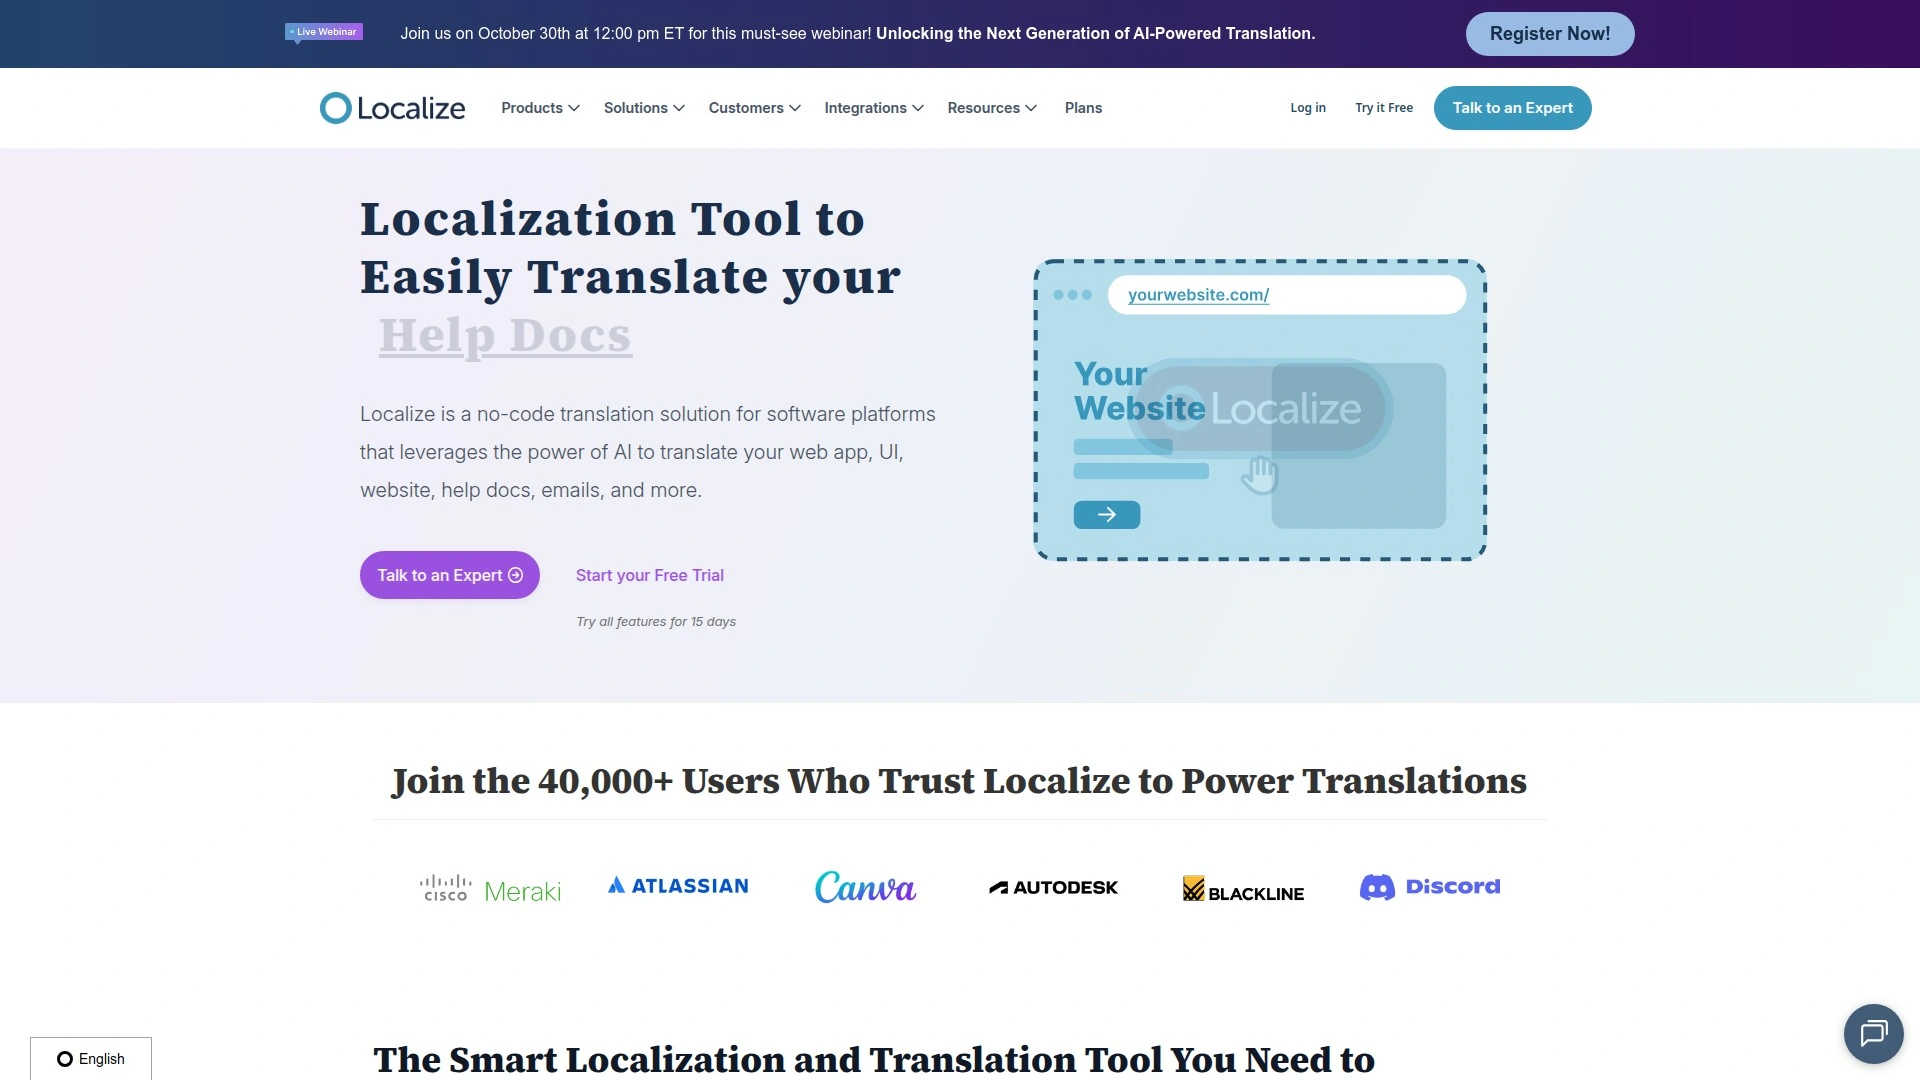 Live Webinar
Join us on October 30th at 12:00 pm ET for this must-see webinar! Unlocking the Next Generation of AI-Powered Translation.
Register Now!
Localize
Products
Solutions
Customers
Integrations
Resources
Plans
Log in
Try it Free
Talk to an Expert
Localization Tool to
Easily Translate your
Help Docs
Localize is a no-code translation solution for software platforms
that leverages the power of AI to translate your web app, UI,
website, help docs, emails, and more.
Talk to an Expert
Start your Free Trial
Try all features for 15 days
yourwebsite.com/
Your
Website
Localize
Join the 40,000+ Users Who Trust Localize to Power Translations
CISCO Meraki
ATLASSIAN
Canva
AUTODESK
BLACKLINE
Discord
The Smart Localization and Translation Tool You Need to
English